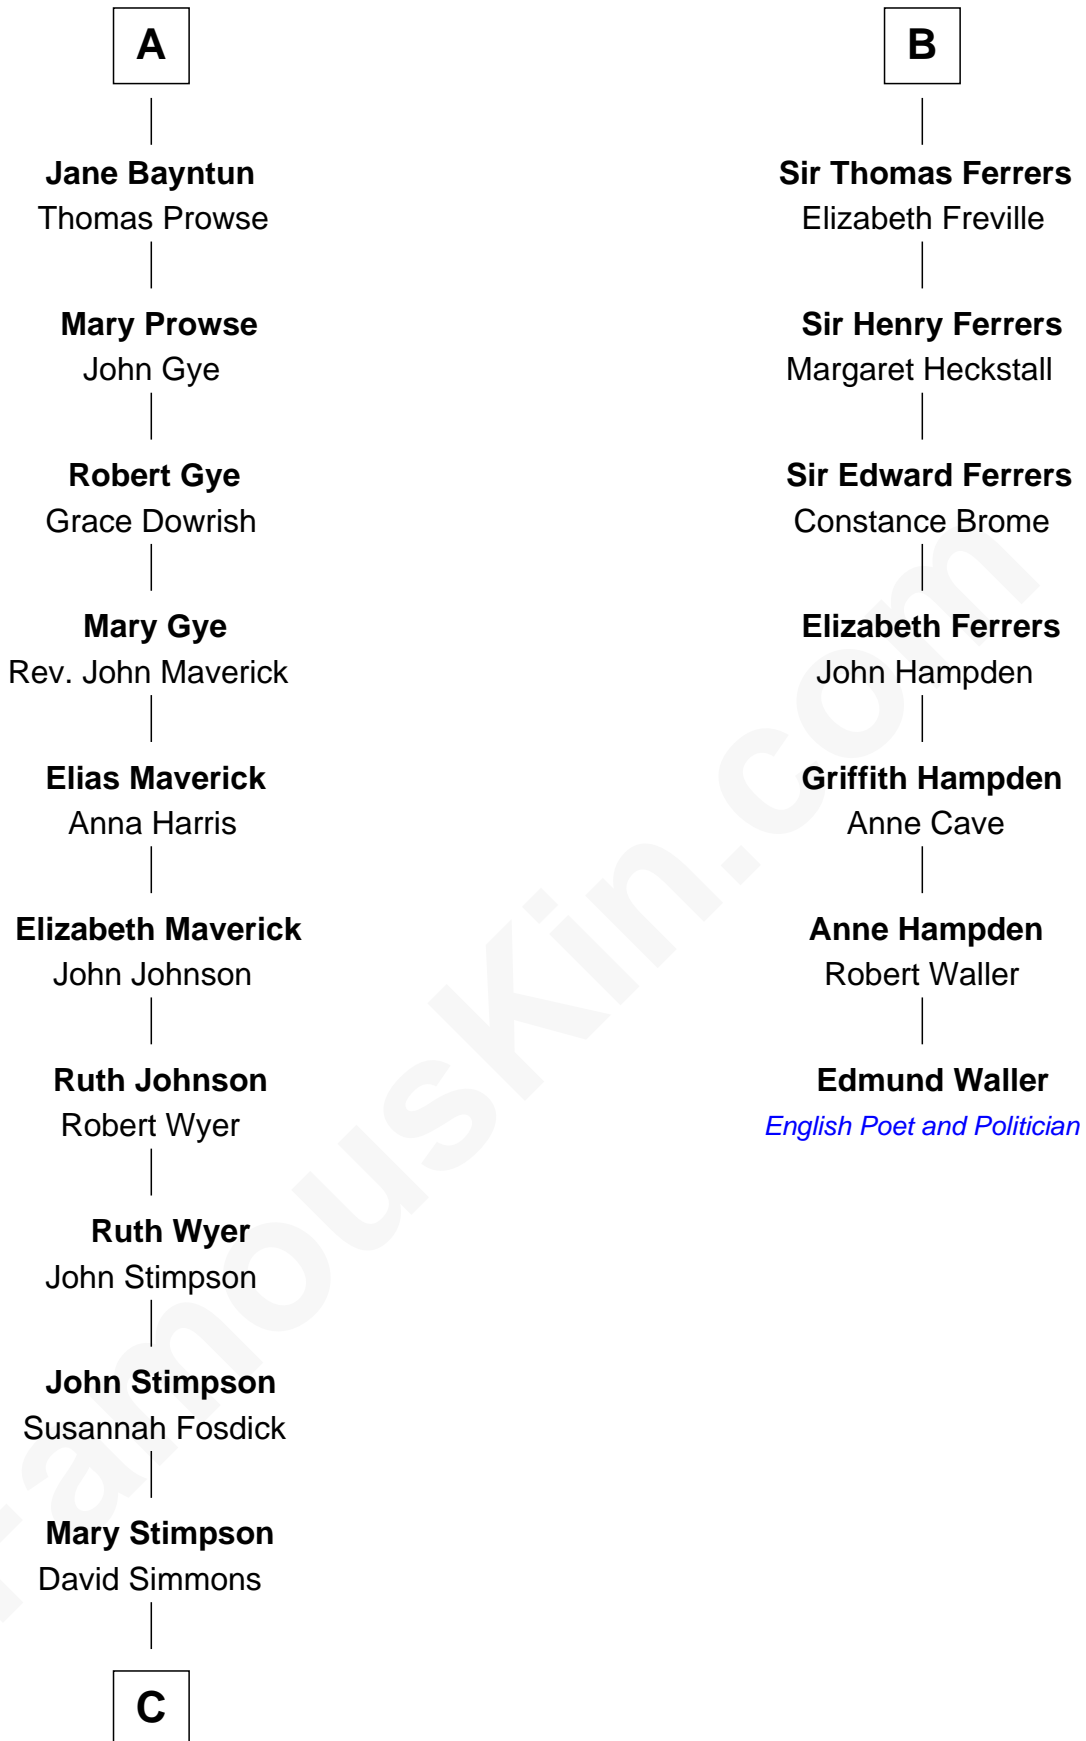 A
Jane Bayntun
Thomas Prowse
Mary Prowse
John Gye
Robert Gye
Grace Dowrish
Mary Gye
Rev. John Maverick
Elias Maverick
Anna Harris
Elizabeth Maverick
John Johnson
Ruth Johnson
Robert Wyer
Ruth Wyer
John Stimpson
John Stimpson
Susannah Fosdick
Mary Stimpson
David Simmons
C
B
Sir Thomas Ferrers
Elizabeth Freville
Sir Henry Ferrers
Margaret Heckstall
Sir Edward Ferrers
Constance Brome
Elizabeth Ferrers
John Hampden
Griffith Hampden
Anne Cave
Anne Hampden
Robert Waller
Edmund Waller
English Poet and Politician
FamousKin.com